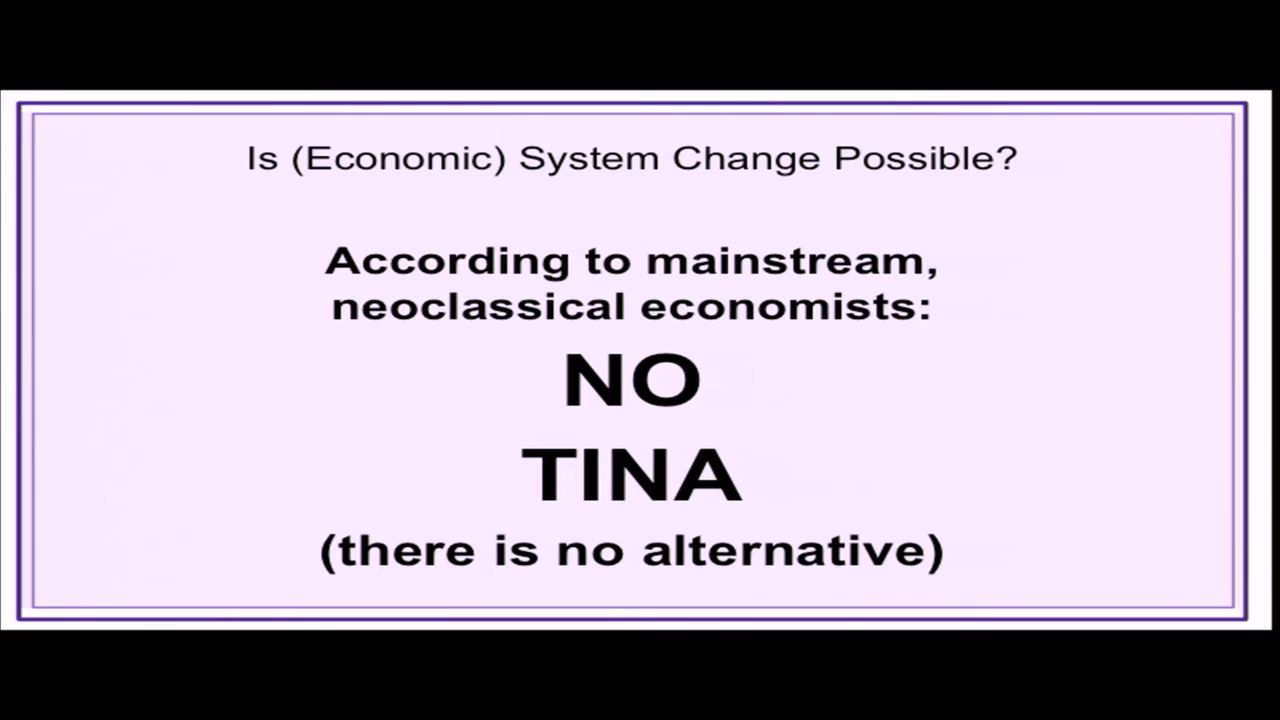 Is (Economic) System Change Possible?
According to mainstream,
neoclassical economists:
NO
TINA
(there is no alternative)